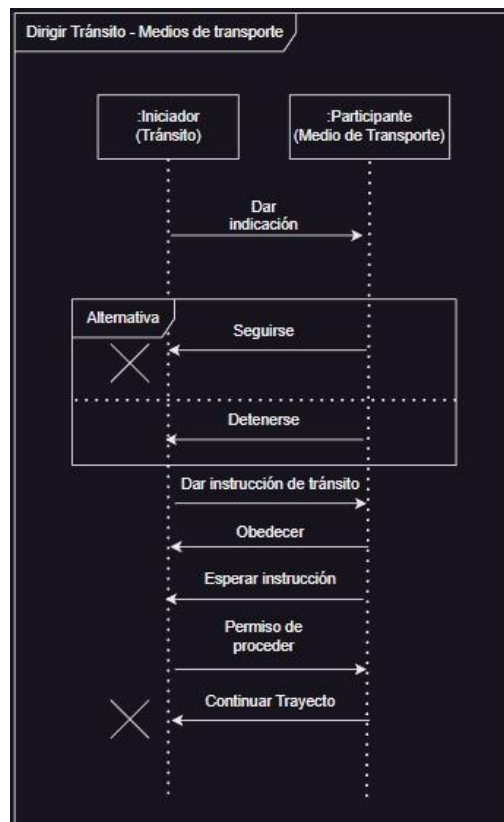 Dirigir Tránsito - Medios de transporte
:Iniciador
(Tránsito)
:Participante
(Medio de Transporte)
Dar
indicación
Alternativa
Seguirse
Detenerse
Dar instrucción de tránsito
Obedecer
Esperar instrucción
Permiso de
proceder
Continuar Trayecto